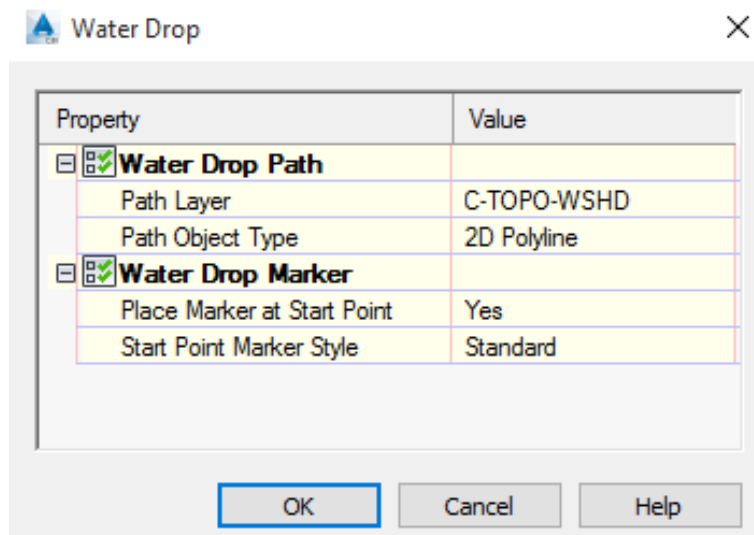 Water Drop
Property Value
Water Drop Path
Path Layer C-TOPO-WSHD
Path Object Type 2D Polyline
Water Drop Marker
Place Marker at Start Point Yes
Start Point Marker Style Standard
OK Cancel Help